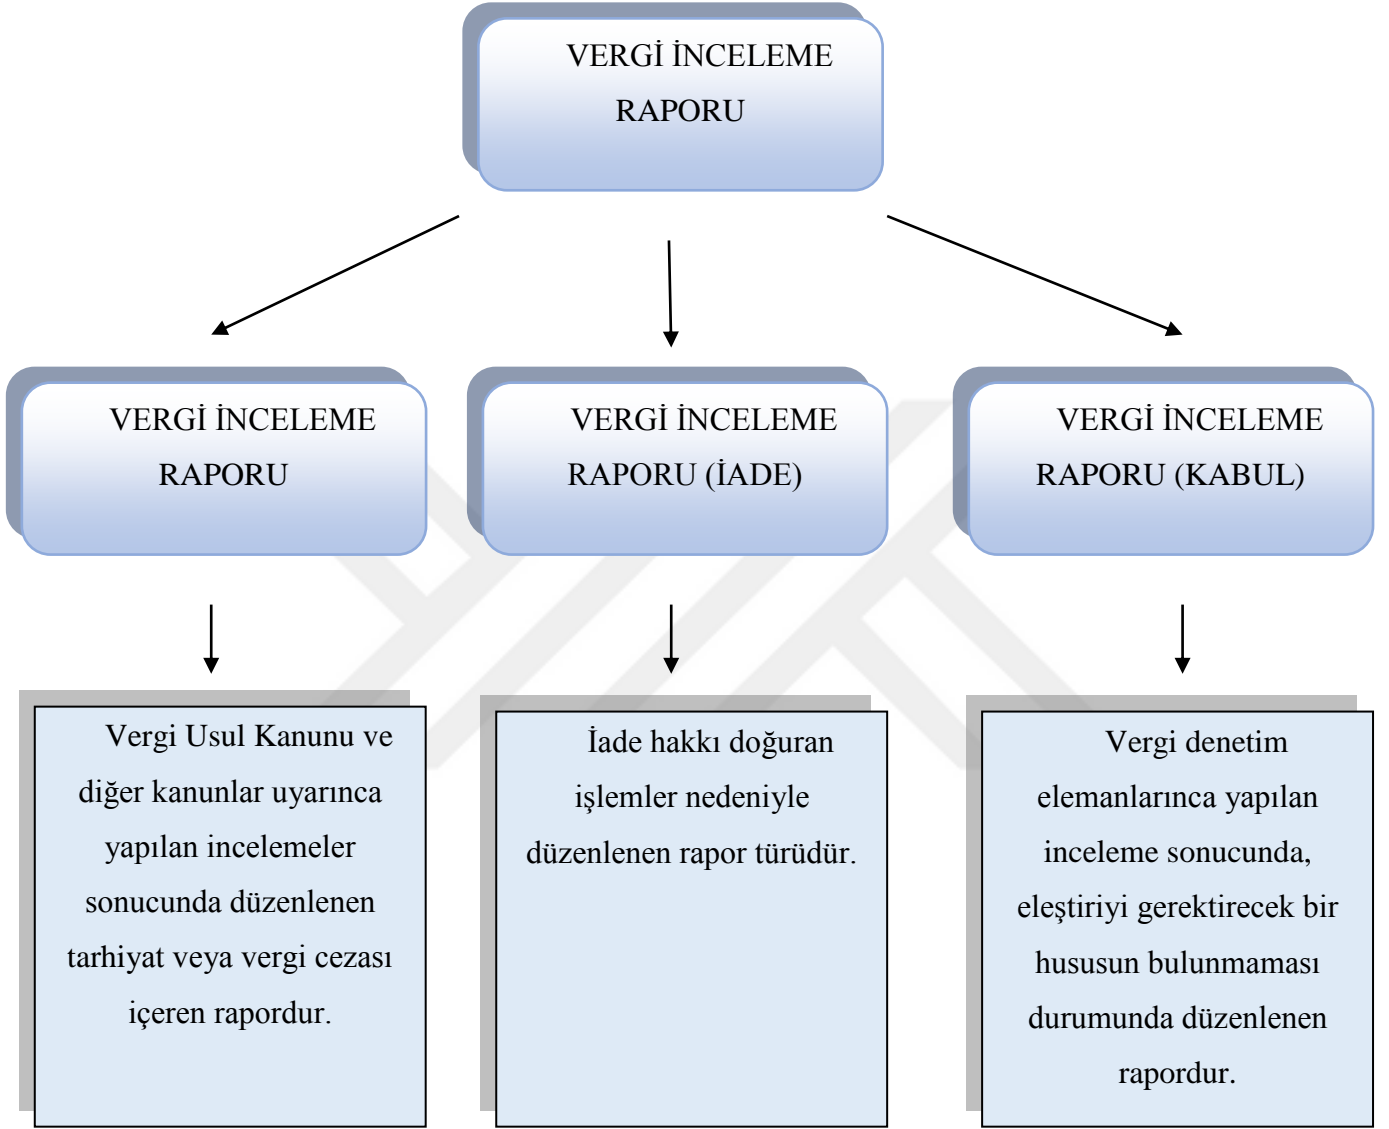 VERGİ İNCELEME
RAPORU
VERGİ İNCELEME
RAPORU
VERGİ İNCELEME
RAPORU (İADE)
VERGİ İNCELEME
RAPORU (KABUL)
Vergi Usul Kanunu ve
diğer kanunlar uyarınca
yapılan incelemeler
sonucunda düzenlenen
tarhiyat veya vergi cezası
içeren rapordur.
İade hakkı doğuran
işlemler nedeniyle
düzenlenen rapor türüdür.
Vergi denetim
elemanlarınca yapılan
inceleme sonucunda,
eleştiriyi gerektirecek bir
hususun bulunmaması
durumunda düzenlenen
rapordur.